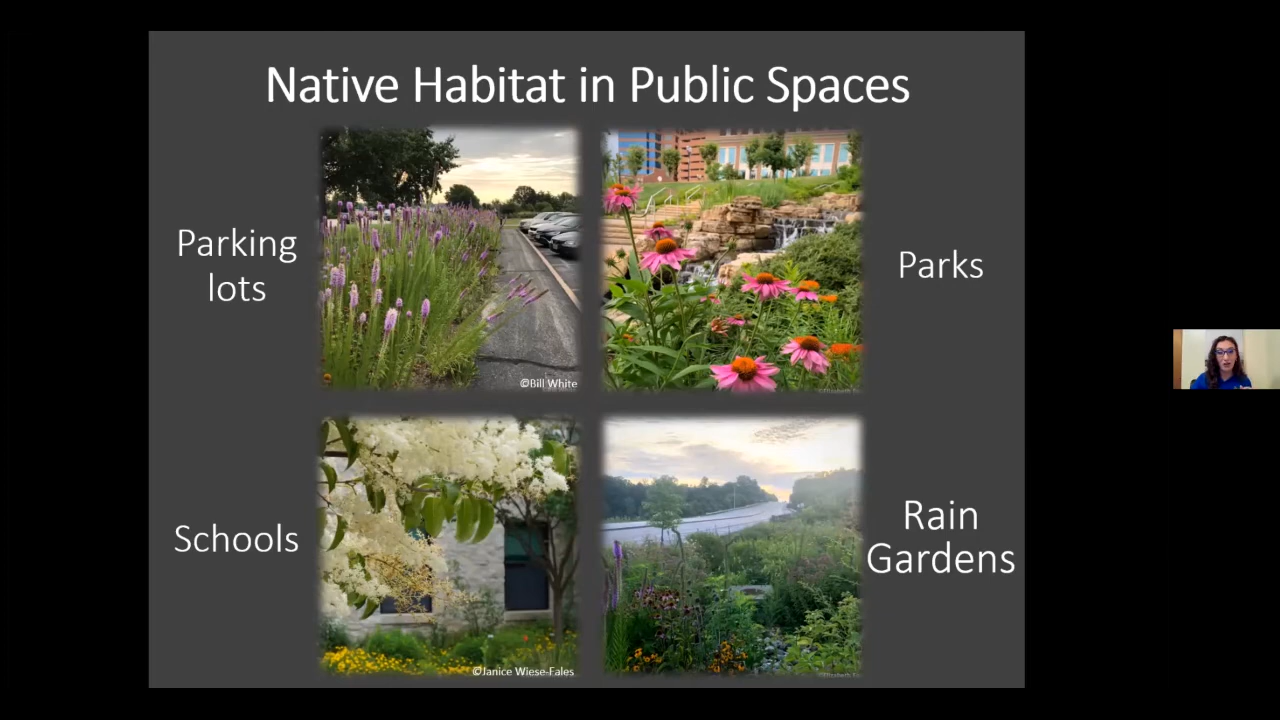 Native Habitat in Public Spaces
Parking
lots
©Bill White
Parks
Schools
©Janice Wiese-Fales
Rain
Gardens